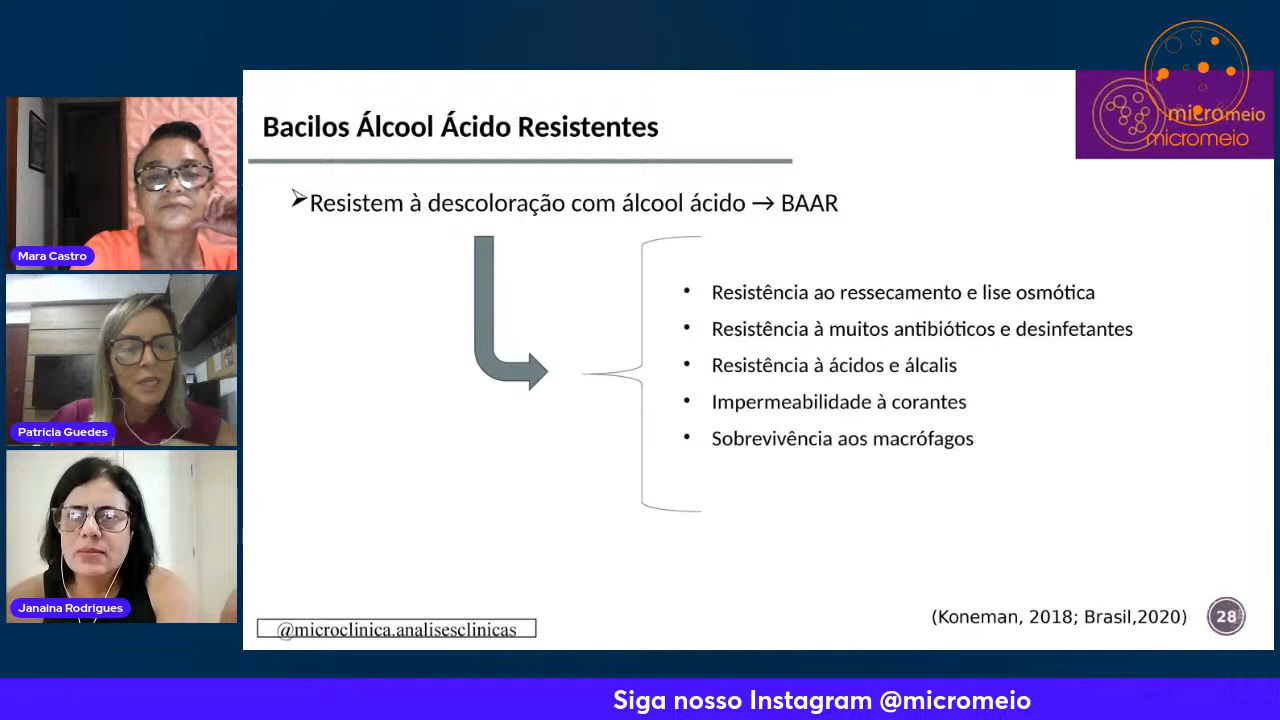 Bacilos Álcool Ácido Resistentes
micromeio
micromeio
Resistem à descoloração com álcool ácido → BAAR
Mara Castro
• Resistência ao ressecamento e lise osmótica
• Resistência à muitos antibióticos e desinfetantes
• Resistência à ácidos e álcalis
• Impermeabilidade à corantes
• Sobrevivência aos macrófagos
Patrícia Guedes
Janaina Rodrigues
@microclinica.analisesclinicas
(Koneman, 2018; Brasil,2020)
28
Siga nosso Instagram @micromeio